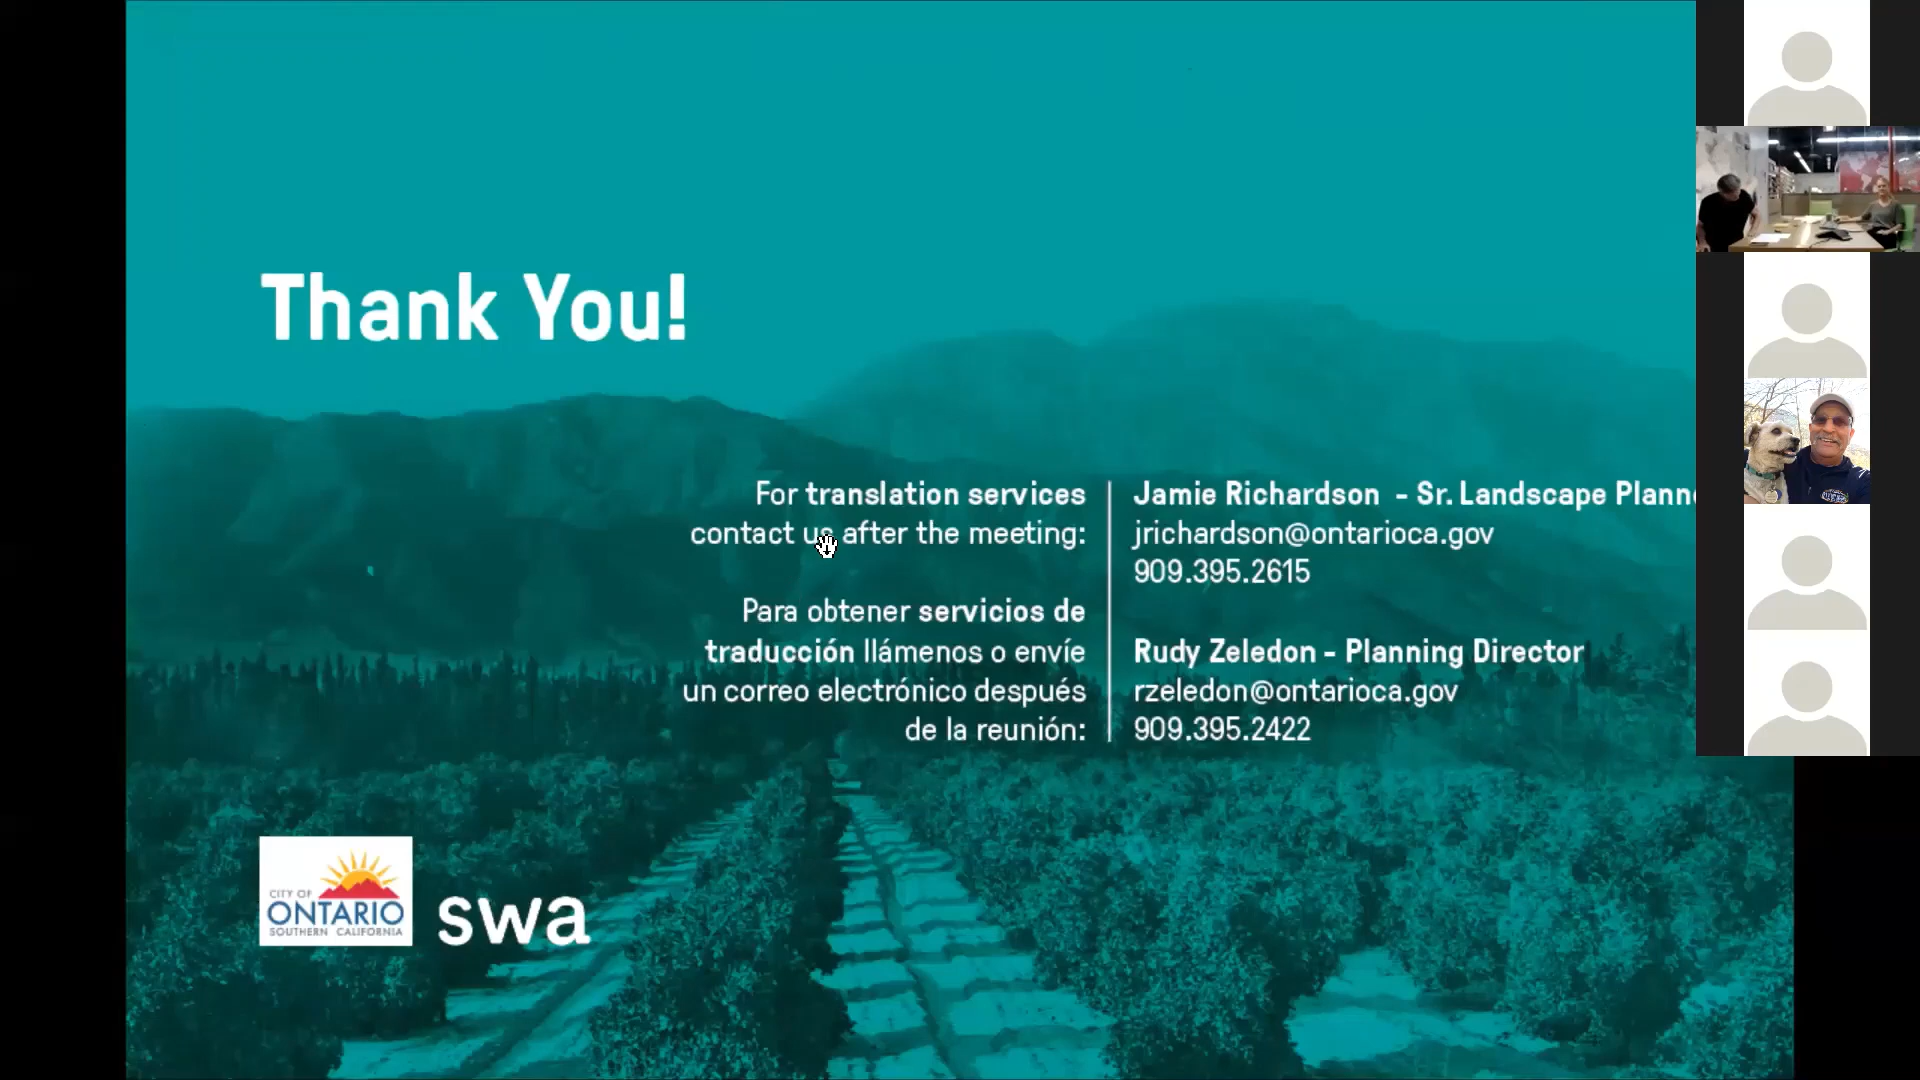 Thank You!
For translation services
contact us after the meeting:
Para obtener servicios de
traducción llámenos o envíe
un correo electrónico después
de la reunión:
Jamie Richardson - Sr. Landscape
jrichardson@ontarioca.gov
909.395.2615
Rudy Zeledon - Planning Director
rzeledon@ontarioca.gov
909.395.2422
CITY OF
ONTARIO
SOUTHERN CALIFORNIA
swa